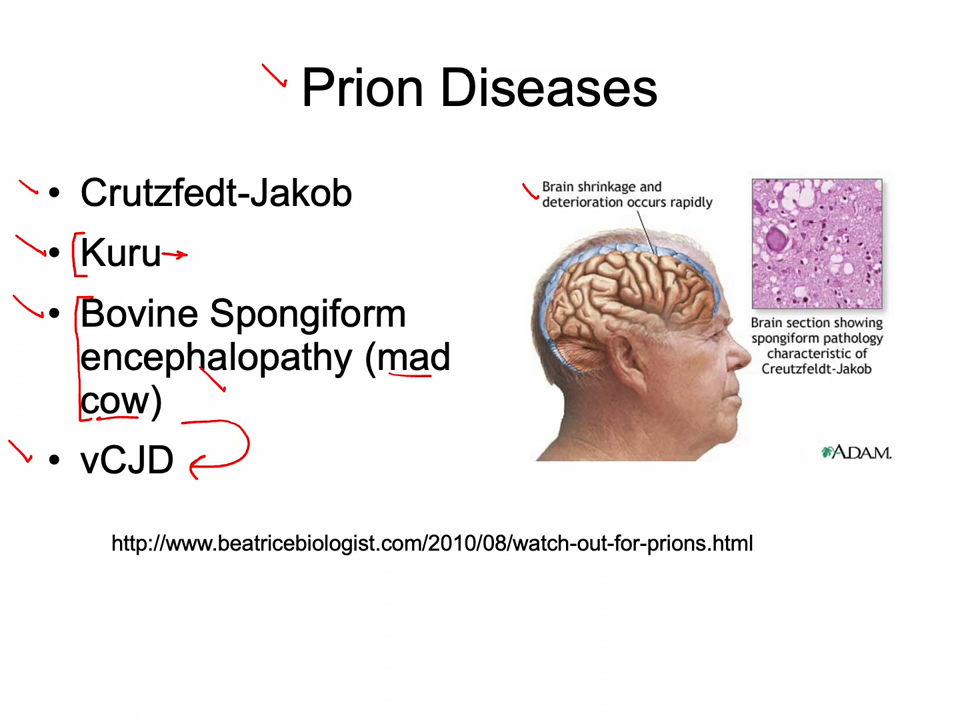 Prion Diseases
• Crutzfedt-Jakob
• Kuru
• Bovine Spongiform
encephalopathy (mad
cow)
• vCJD
Brain shrinkage and
deterioration occurs rapidly
Brain section showing
spongiform pathology
characteristic of
Creutzfeldt-Jakob
ADAM.
http://www.beatricebiologist.com/2010/08/watch-out-for-prions.html